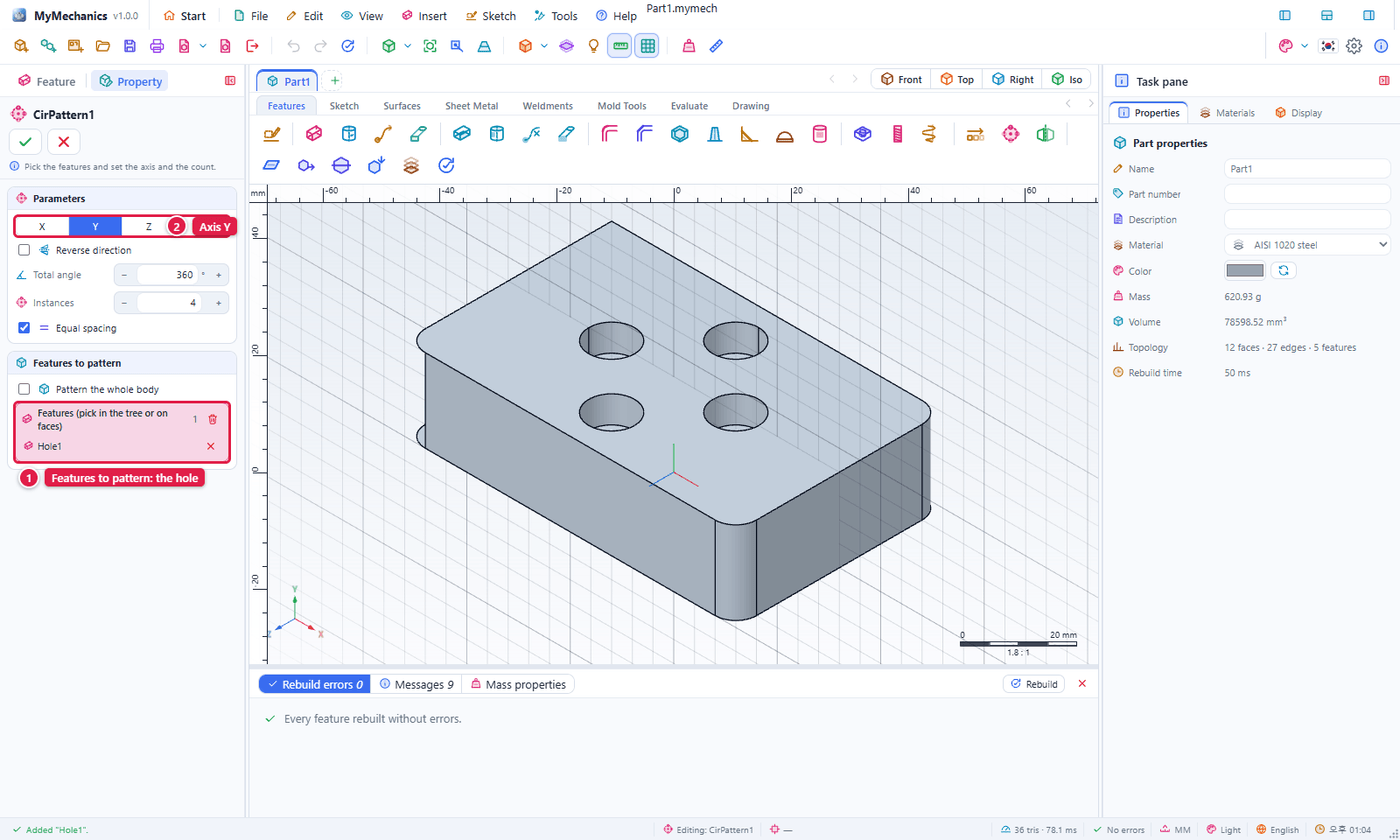 MyMechanics v1.0.0 Start File Edit View Insert Sketch Tools Help Part1.mymech
Feature Property
Part1
Front Top Right Iso
Task pane
Features Sketch Surfaces Sheet Metal Weldments Mold Tools Evaluate Drawing
Properties Materials Display
CirPattern1
Pick the features and set the axis and the count.
Parameters
X Y Z 2 Axis Y
Reverse direction
Total angle − 360 ° +
Instances − 4 +
Equal spacing
Features to pattern
Pattern the whole body
Features (pick in the tree or on
faces) 1
Hole1
1 Features to pattern: the hole
mm -60 -40 -20 0 20 40 60
40
20
0
-20
Y
Z X
0 20 mm
1.8 : 1
Part properties
Name Part1
Part number
Description
Material AISI 1020 steel
Color
Mass 620.93 g
Volume 78598.52 mm³
Topology 12 faces · 27 edges · 5 features
Rebuild time 50 ms
Rebuild errors 0 Messages 9 Mass properties Rebuild
Every feature rebuilt without errors.
Added "Hole1". Editing: CirPattern1 — 36 tris · 78.1 ms No errors MM Light English 오후 01:04